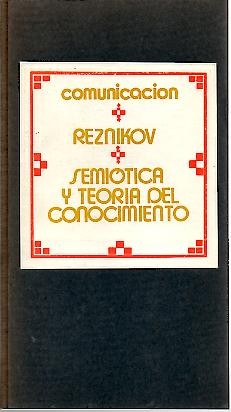 comunicacion
REZNIKOV
SEMIOTICA
Y TEORIA DEL
CONOCIMIENTO